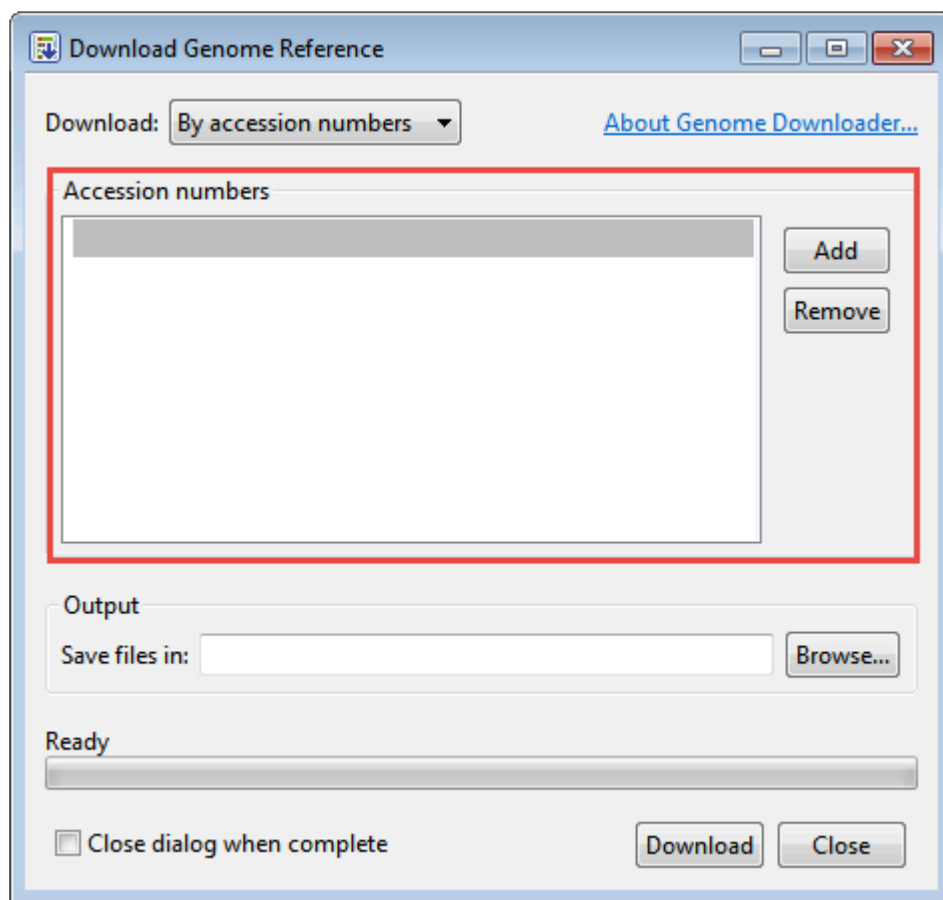 Download Genome Reference
Download: By accession numbers About Genome Downloader...
Accession numbers
Add
Remove
Output
Save files in: Browse...
Ready
Close dialog when complete Download Close